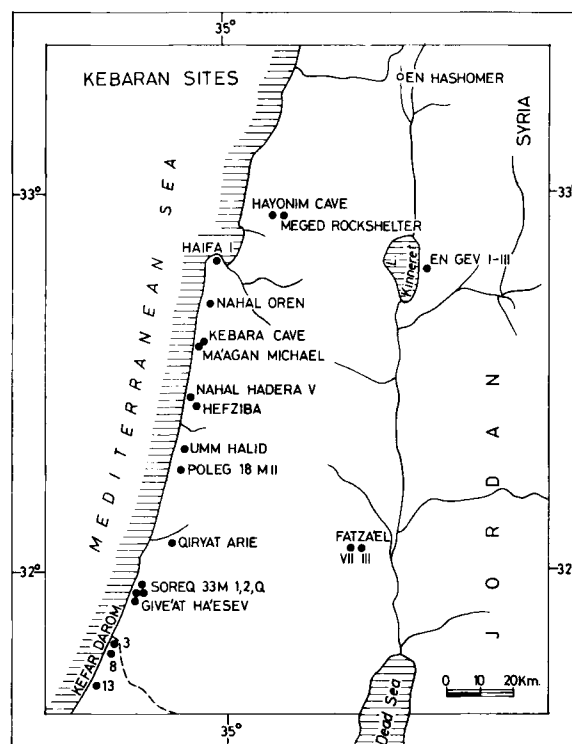 35°
KEBARAN SITES
EN HASHOMER
SYRIA
33°
33°
MEDITERRANEAN SEA
HAYONIM CAVE
MEGED ROCKSHELTER
HAIFA I
L. Kinneret
EN GEV I-III
NAHAL OREN
KEBARA CAVE
MA'AGAN MICHAEL
NAHAL HADERA V
HEFZIBA
JORDAN
UMM HALID
POLEG 18 MII
QIRYAT ARIE
FATZAEL
VII III
32°
32°
SOREQ 33M 1,2,Q
GIVE'AT HA'ESEV
KEFAR DAROM
3
8
13
Dead Sea
0 10 20Km.
35°